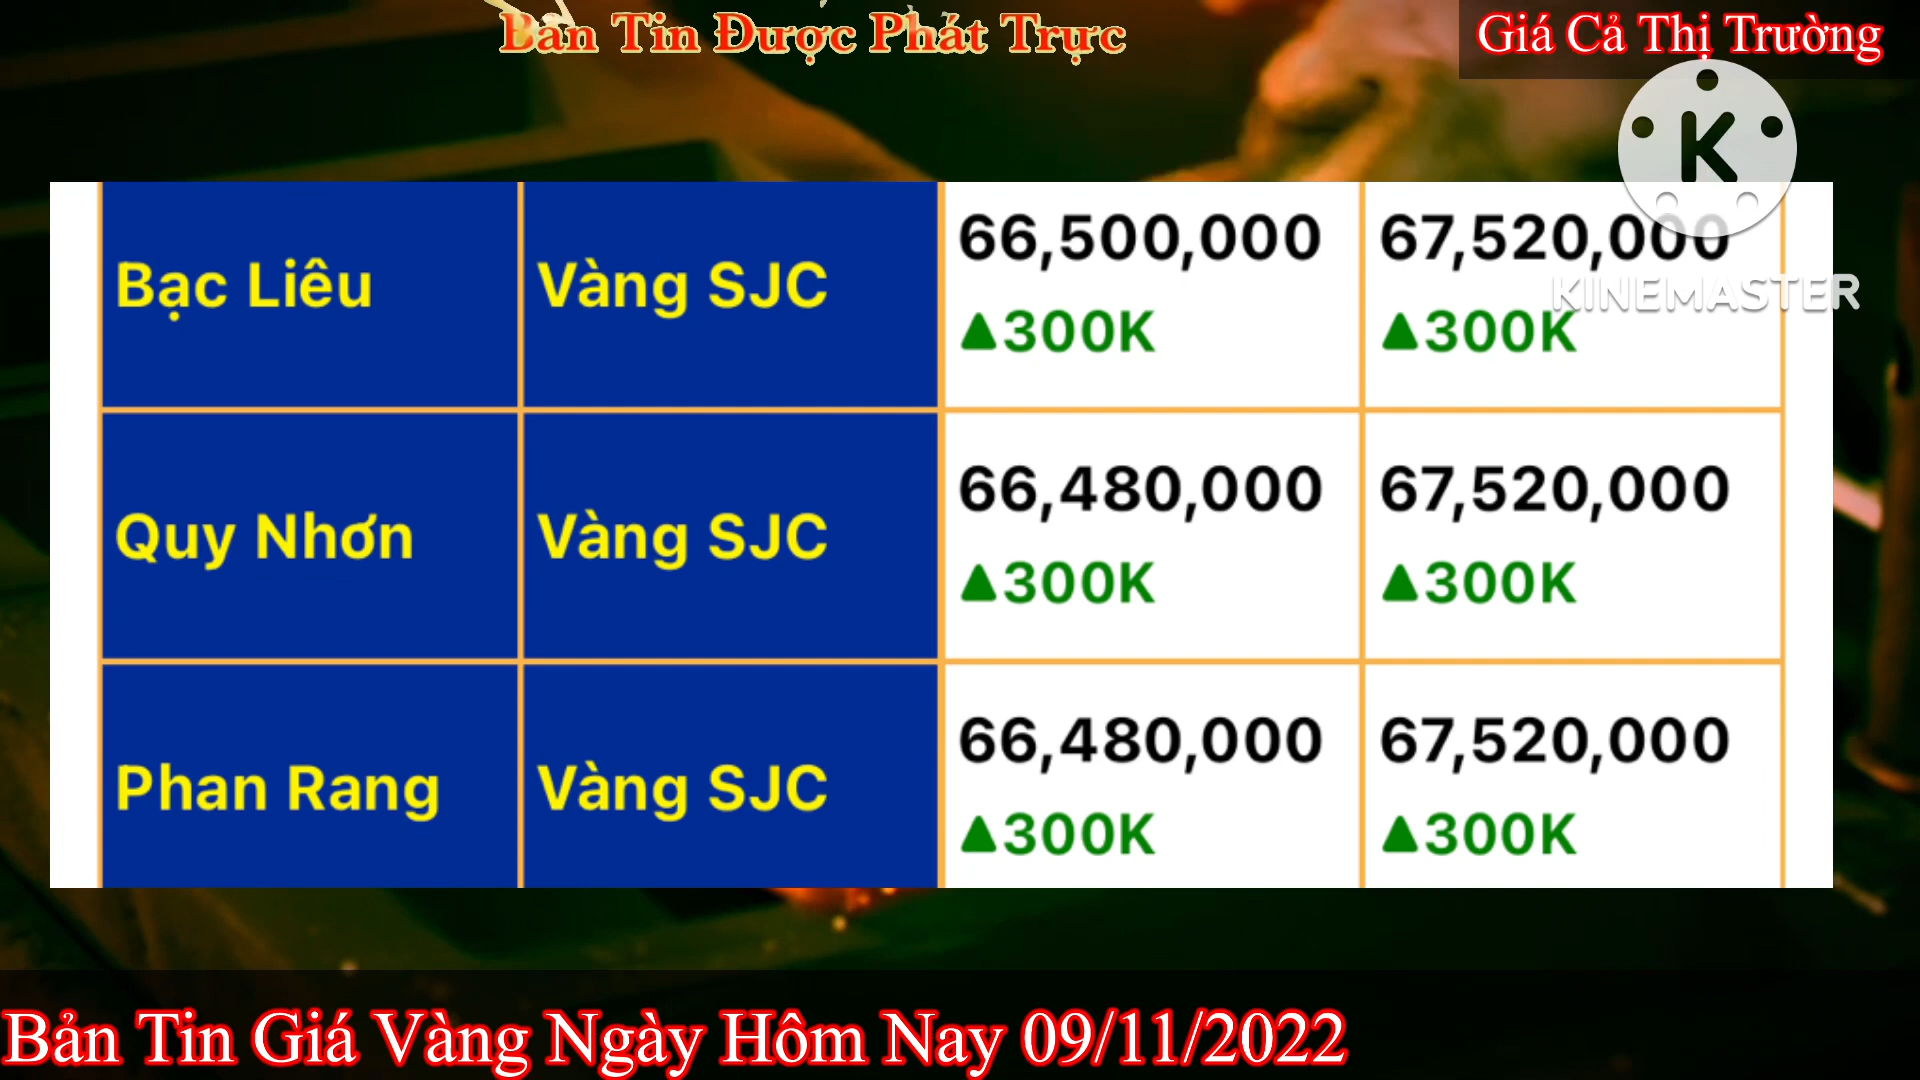 Bản Tin Được Phát Trực
Giá Cả Thị Trường
K
KINEMASTER
Bạc Liêu Vàng SJC 66,500,000 67,520,000
▲300K ▲300K
Quy Nhơn Vàng SJC 66,480,000 67,520,000
▲300K ▲300K
Phan Rang Vàng SJC 66,480,000 67,520,000
▲300K ▲300K
Bản Tin Giá Vàng Ngày Hôm Nay 09/11/2022